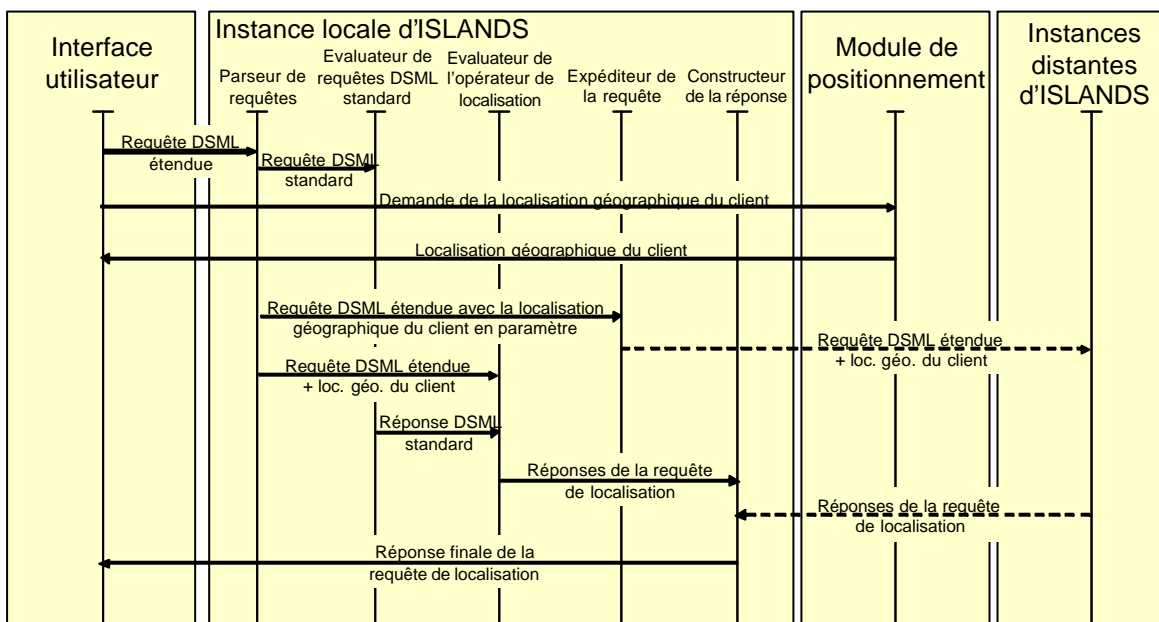 Interface
utilisateur
Instance locale d'ISLANDS
Module de
positionnement
Instances
distantes
d'ISLANDS
Parseur de
requêtes
Evaluateur de
requêtes DSML
standard
Evaluateur de
l'opérateur de
localisation
Expéditeur de
la requête
Constructeur
de la réponse
Requête DSML
étendue
Requête DSML
standard
Demande de la localisation géographique du client
Localisation géographique du client
Requête DSML étendue avec la localisation
géographique du client en paramètre
Requête DSML étendue
+ loc. géo. du client
Requête DSML étendue
+ loc. géo. du client
Réponse DSML
standard
Réponses de la requête
de localisation
Réponses de la requête
de localisation
Réponse finale de la
requête de localisation